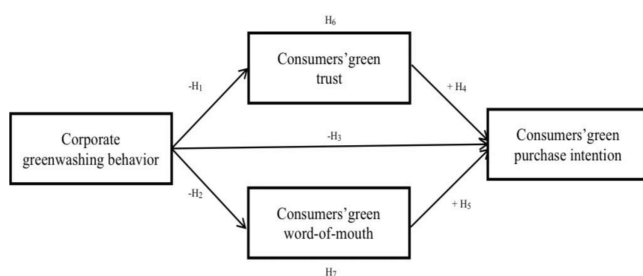 H6
Consumers'green
trust
-H1
+ H4
Corporate
greenwashing behavior
-H3
Consumers'green
purchase intention
-H2
+ H5
Consumers'green
word-of-mouth
H7